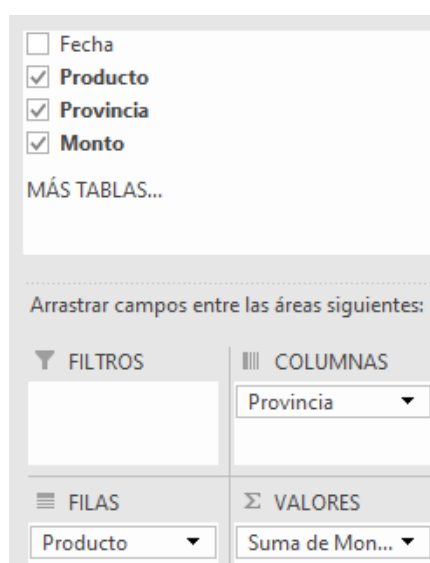 Fecha
Producto
Provincia
Monto
MÁS TABLAS...
Arrastrar campos entre las áreas siguientes:
FILTROS
COLUMNAS
Provincia
FILAS
Σ VALORES
Producto
Suma de Mon...